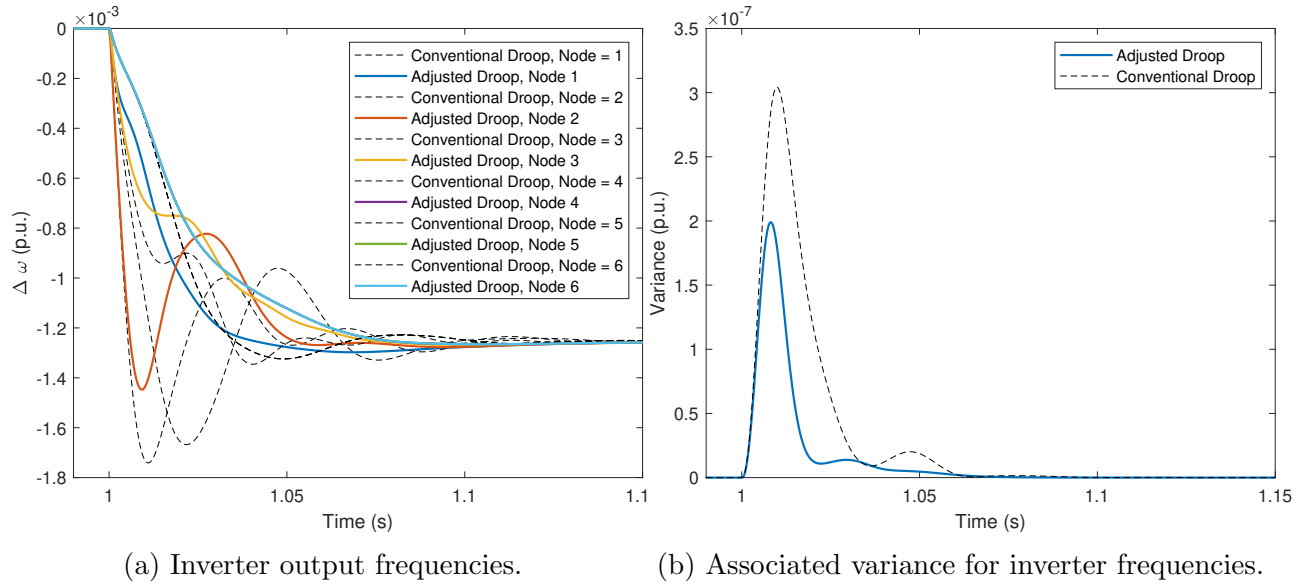 ×10-3
0
-0.2
-0.4
-0.6
-0.8
-1
-1.2
-1.4
-1.6
-1.8
Δ ω (p.u.)
1
1.05
1.1
1.1
Time (s)
Conventional Droop, Node = 1
Adjusted Droop, Node 1
Conventional Droop, Node = 2
Adjusted Droop, Node 2
Conventional Droop, Node = 3
Adjusted Droop, Node 3
Conventional Droop, Node = 4
Adjusted Droop, Node 4
Conventional Droop, Node = 5
Adjusted Droop, Node 5
Conventional Droop, Node = 6
Adjusted Droop, Node 6
(a) Inverter output frequencies.
×10-7
3.5
3
2.5
2
1.5
1
0.5
0
Variance (p.u.)
1
1.05
1.1
1.15
Time (s)
Adjusted Droop
Conventional Droop
(b) Associated variance for inverter frequencies.